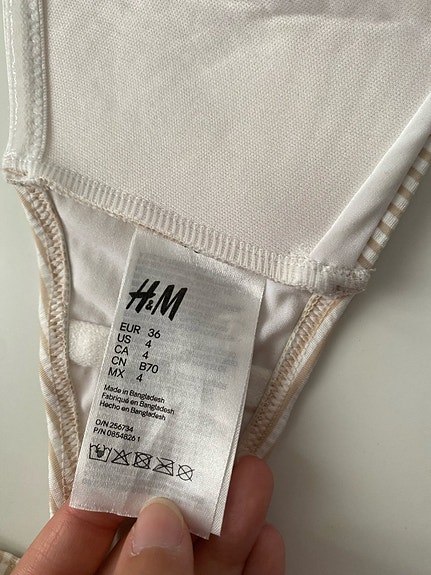 H&M
EUR 36
US 4
CA 4
CN B70
MX 4
Made in Bangladesh
Fabriqué en Bangladesh
Hecho en Bangladesh
O/N 256734
P/N 0854826 1